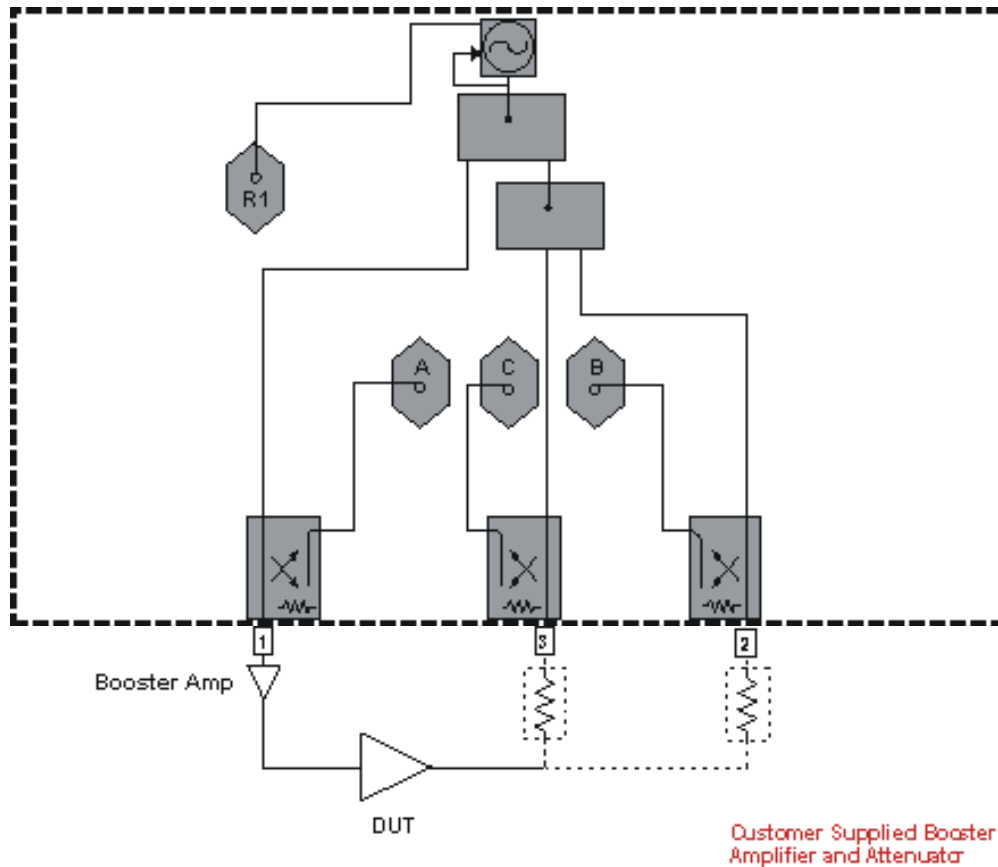 R1
A
C
B
1
3
2
Booster Amp
DUT
Customer Supplied Booster
Amplifier and Attenuator